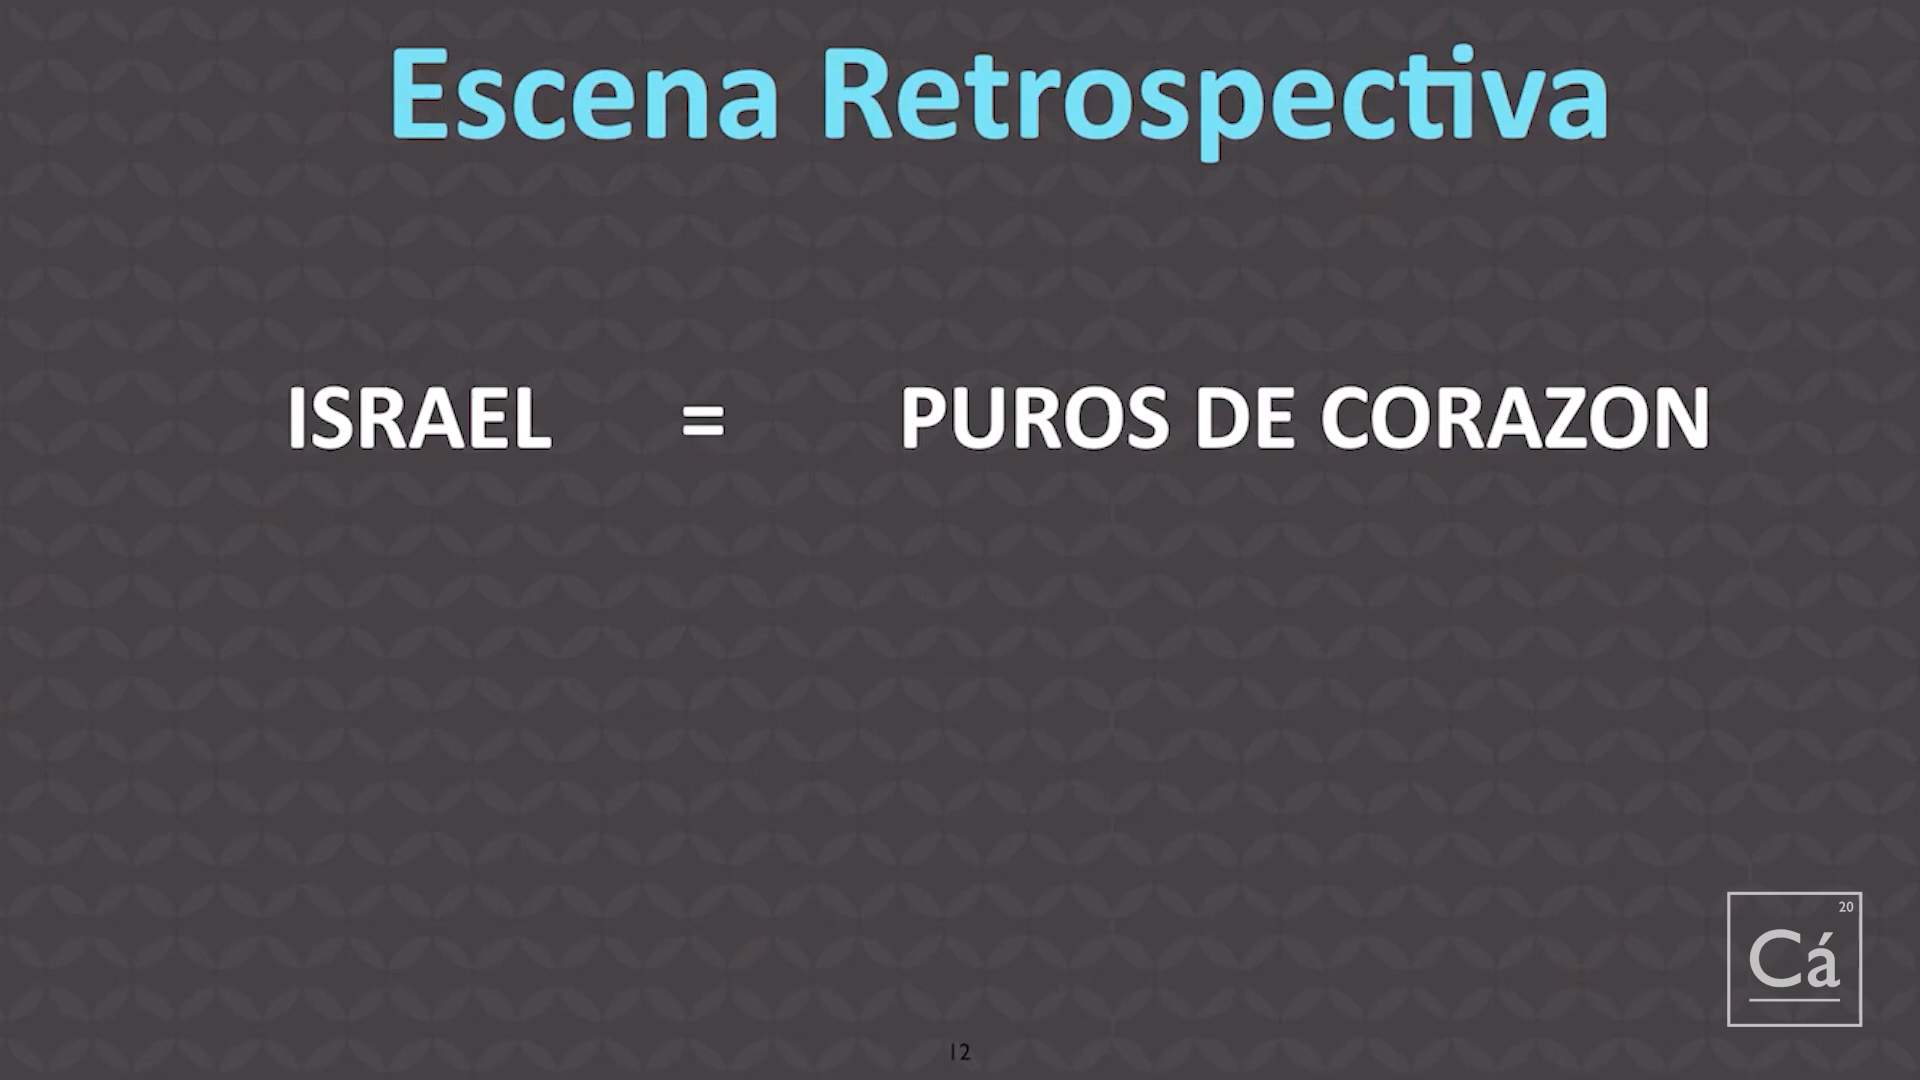 Escena Retrospectiva
ISRAEL = PUROS DE CORAZON
20
Cá
12